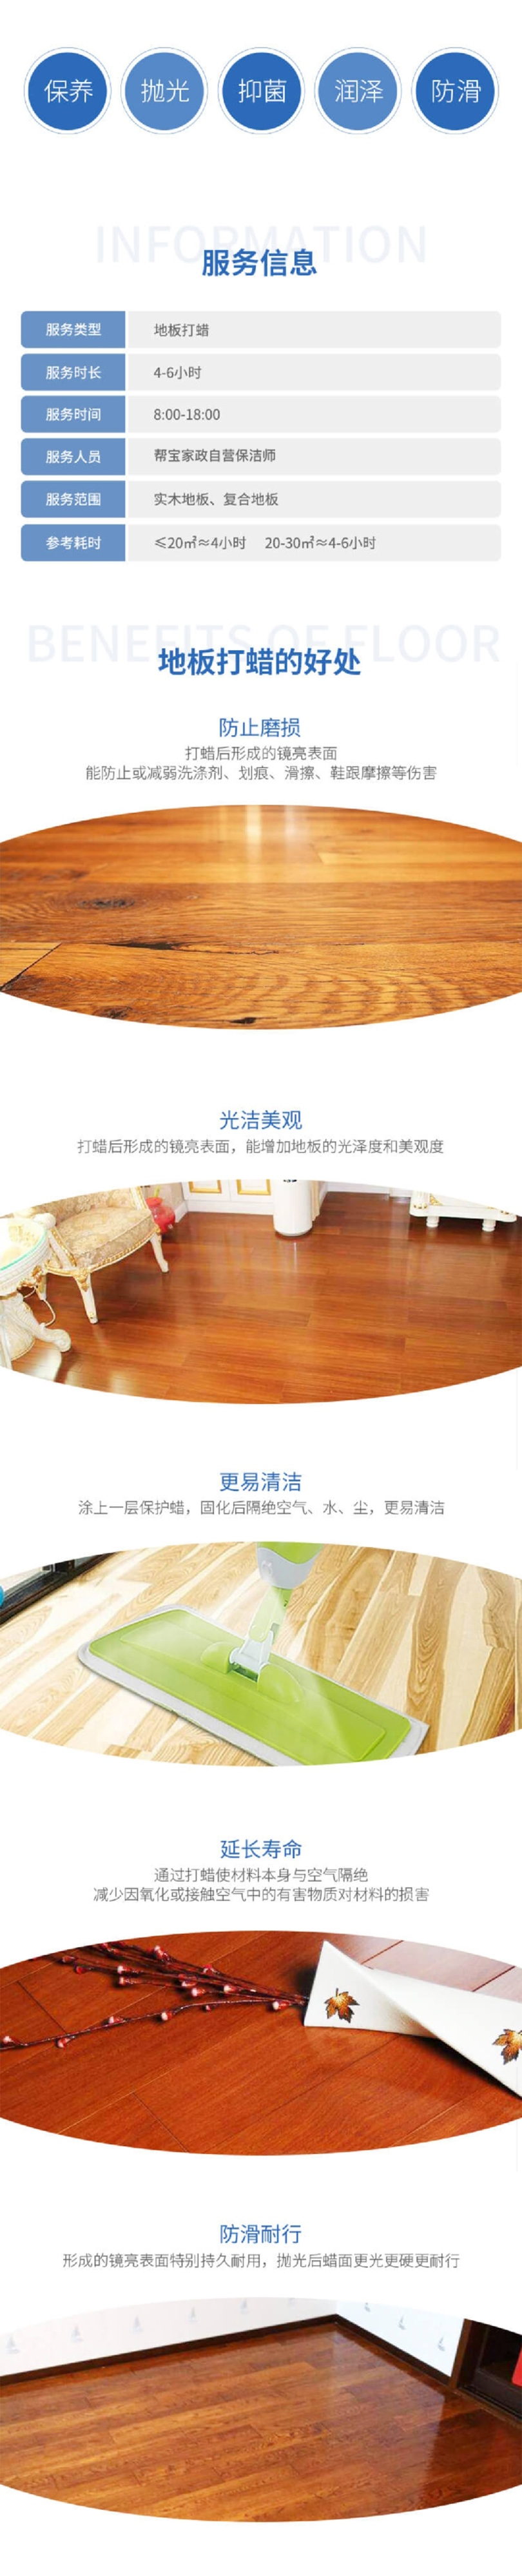 保养 抛光 抑菌 润泽 防滑
INFORMATION
服务信息
服务类型 地板打蜡
服务时长 4-6小时
服务时间 8:00-18:00
服务人员 帮宝家政自营保洁师
服务范围 实木地板、复合地板
参考耗时 ≤20㎡≈4小时 20-30㎡≈4-6小时
BENEFITS OF FLOOR
地板打蜡的好处
防止磨损
打蜡后形成的镜亮表面
能防止或减弱洗涤剂、划痕、滑擦、鞋跟摩擦等伤害
光洁美观
打蜡后形成的镜亮表面，能增加地板的光泽度和美观度
更易清洁
涂上一层保护蜡，固化后隔绝空气、水、尘，更易清洁
延长寿命
通过打蜡使材料本身与空气隔绝
减少因氧化或接触空气中的有害物质对材料的损害
防滑耐行
形成的镜亮表面特别持久耐用，抛光后蜡面更光更硬更耐行